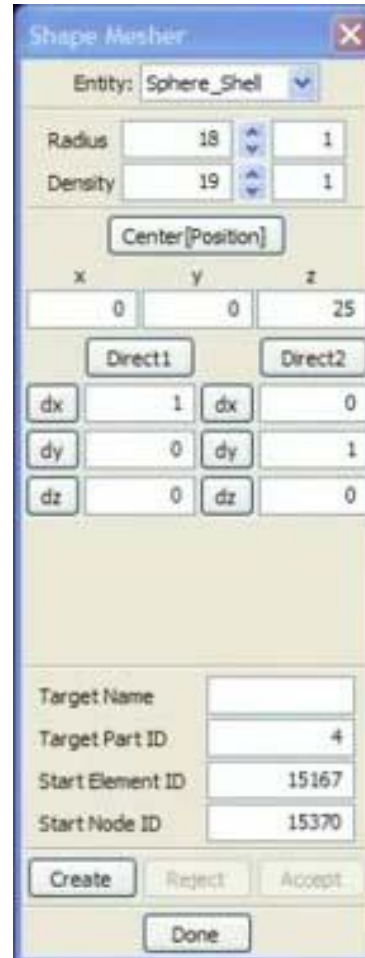 Shape Mesher
Entity: Sphere_Shell
Radius 18 1
Density 19 1
Center[Position]
x y z
0 0 25
Direct1 Direct2
dx 1 dx 0
dy 0 dy 1
dz 0 dz 0
Target Name
Target Part ID 4
Start Element ID 15167
Start Node ID 15370
Create Reject Accept
Done